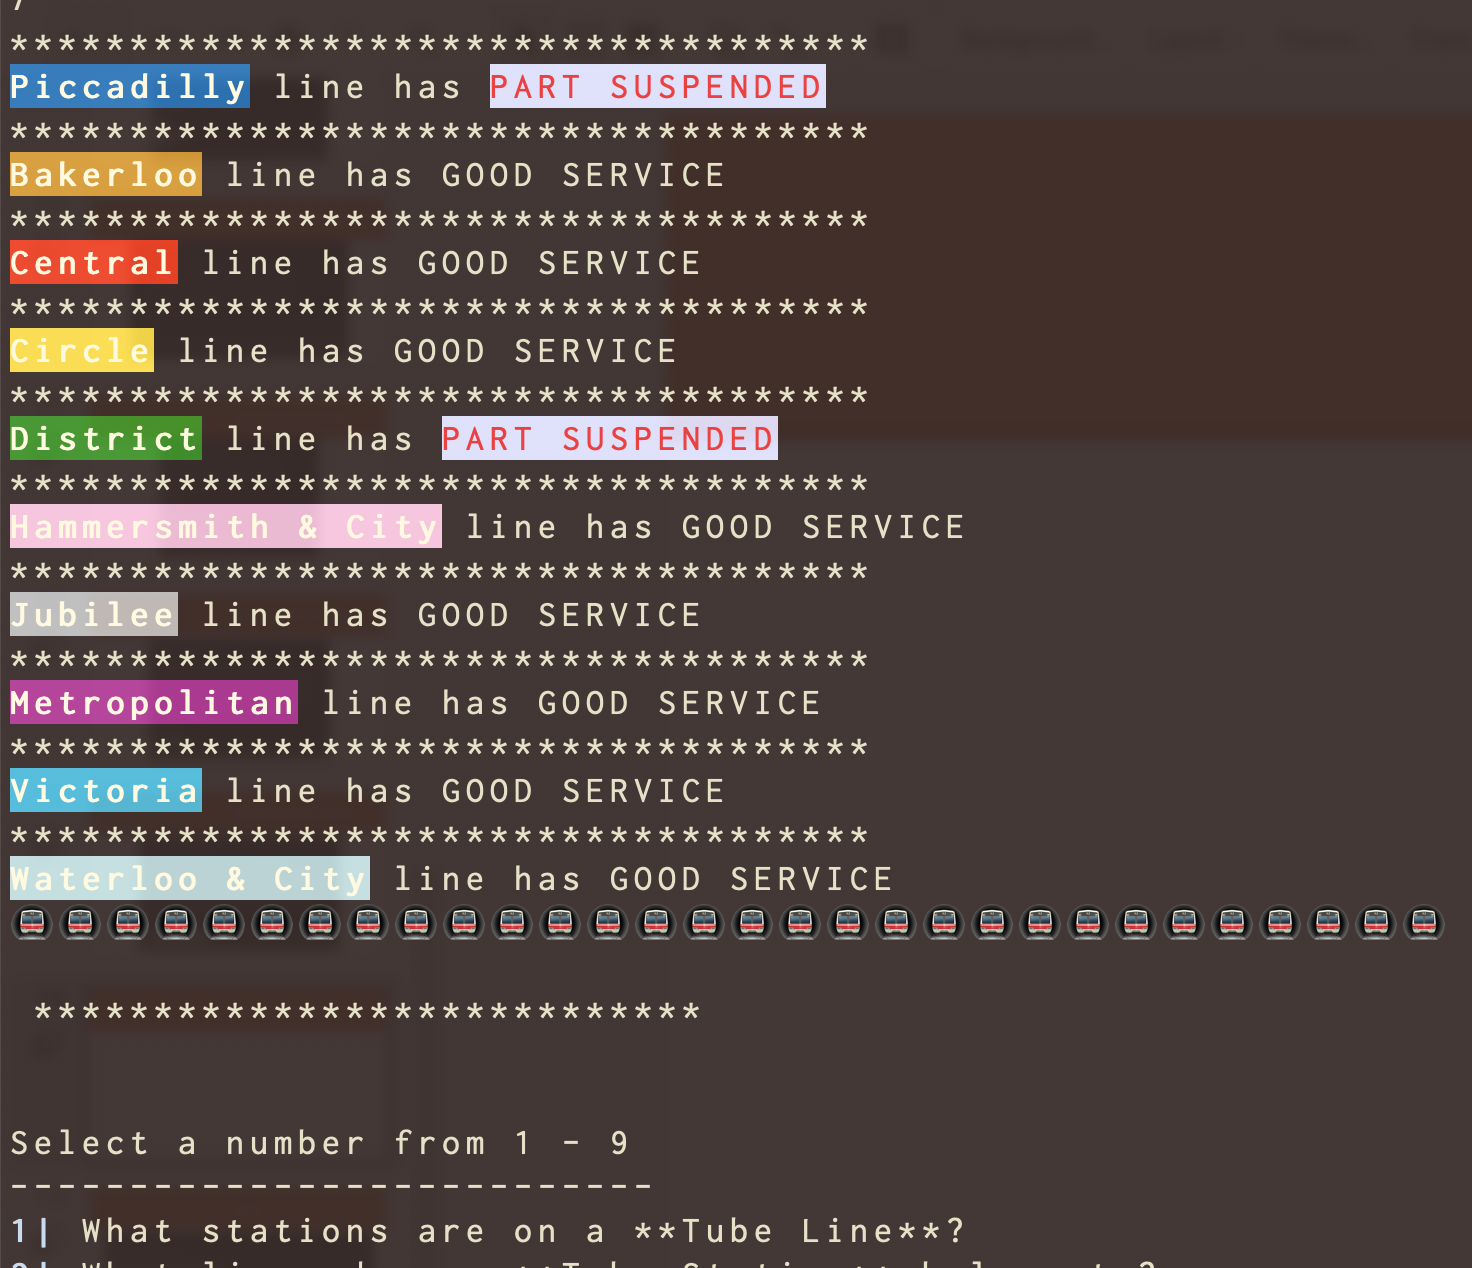 ***********************************
Piccadilly line has PART SUSPENDED
************************************
Bakerloo line has GOOD SERVICE
************************************
Central line has GOOD SERVICE
************************************
Circle line has GOOD SERVICE
************************************
District line has PART SUSPENDED
************************************
Hammersmith & City line has GOOD SERVICE
************************************
Jubilee line has GOOD SERVICE
************************************
Metropolitan line has GOOD SERVICE
************************************
Victoria line has GOOD SERVICE
************************************
Waterloo & City line has GOOD SERVICE
****************************
Select a number from 1 - 9
---------------------------
1| What stations are on a **Tube Line**?